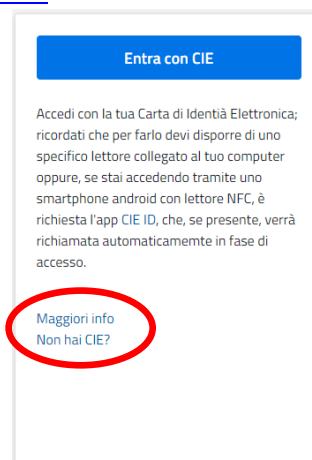 Entra con CIE
Accedi con la tua Carta di Identià Elettronica;
ricordati che per farlo devi disporre di uno
specifico lettore collegato al tuo computer
oppure, se stai accedendo tramite uno
smartphone android con lettore NFC, è
richiesta l'app CIE ID, che, se presente, verrà
richiamata automaticamemte in fase di
accesso.
Maggiori info
Non hai CIE?